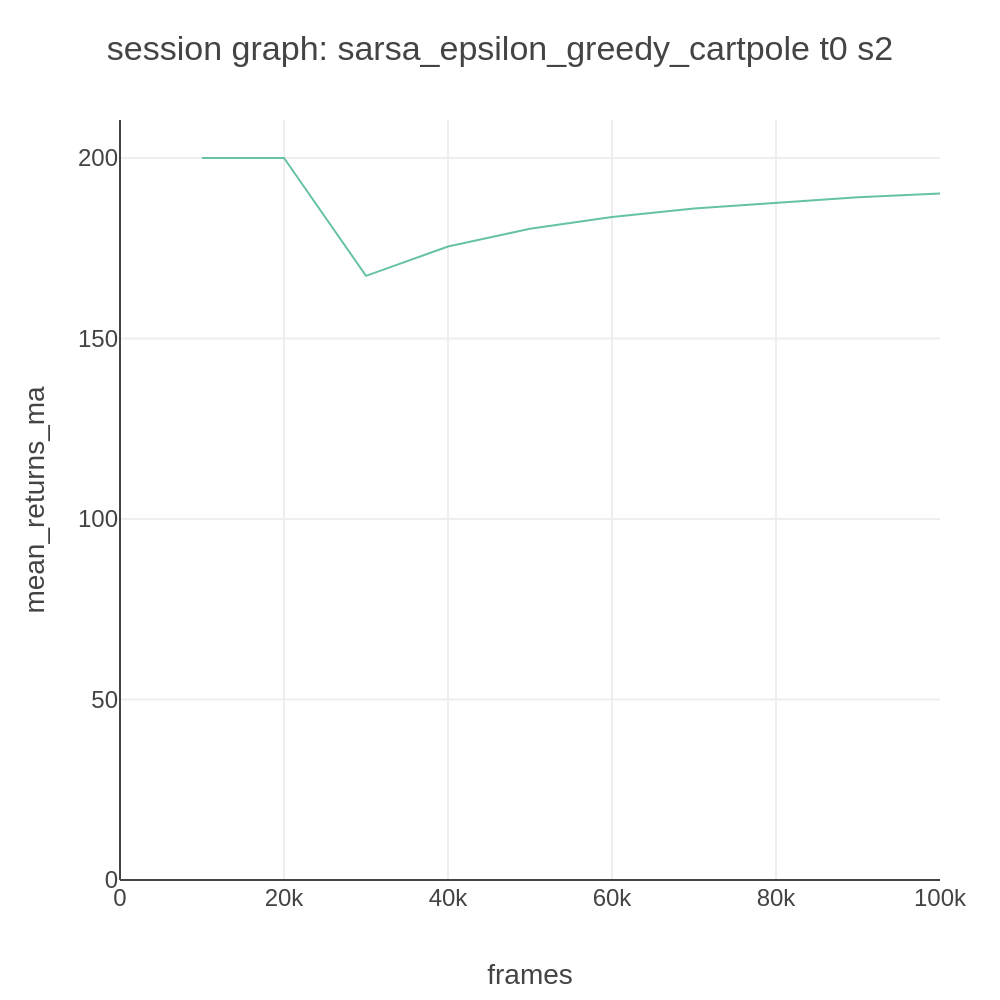 session graph: sarsa_epsilon_greedy_cartpole t0 s2
mean_returns_ma
200
150
100
50
0
0 20k 40k 60k 80k 100k
frames